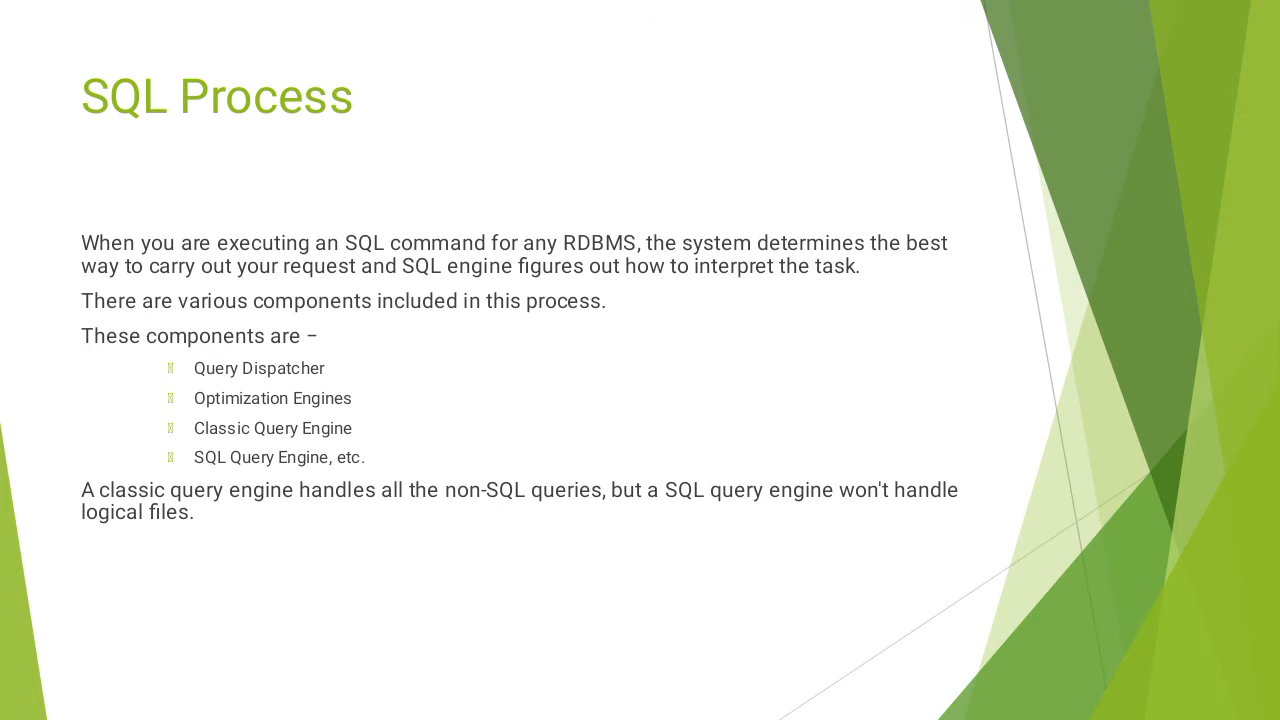 SQL Process
When you are executing an SQL command for any RDBMS, the system determines the best
way to carry out your request and SQL engine figures out how to interpret the task.
There are various components included in this process.
These components are −
Query Dispatcher
Optimization Engines
Classic Query Engine
SQL Query Engine, etc.
A classic query engine handles all the non-SQL queries, but a SQL query engine won't handle
logical files.